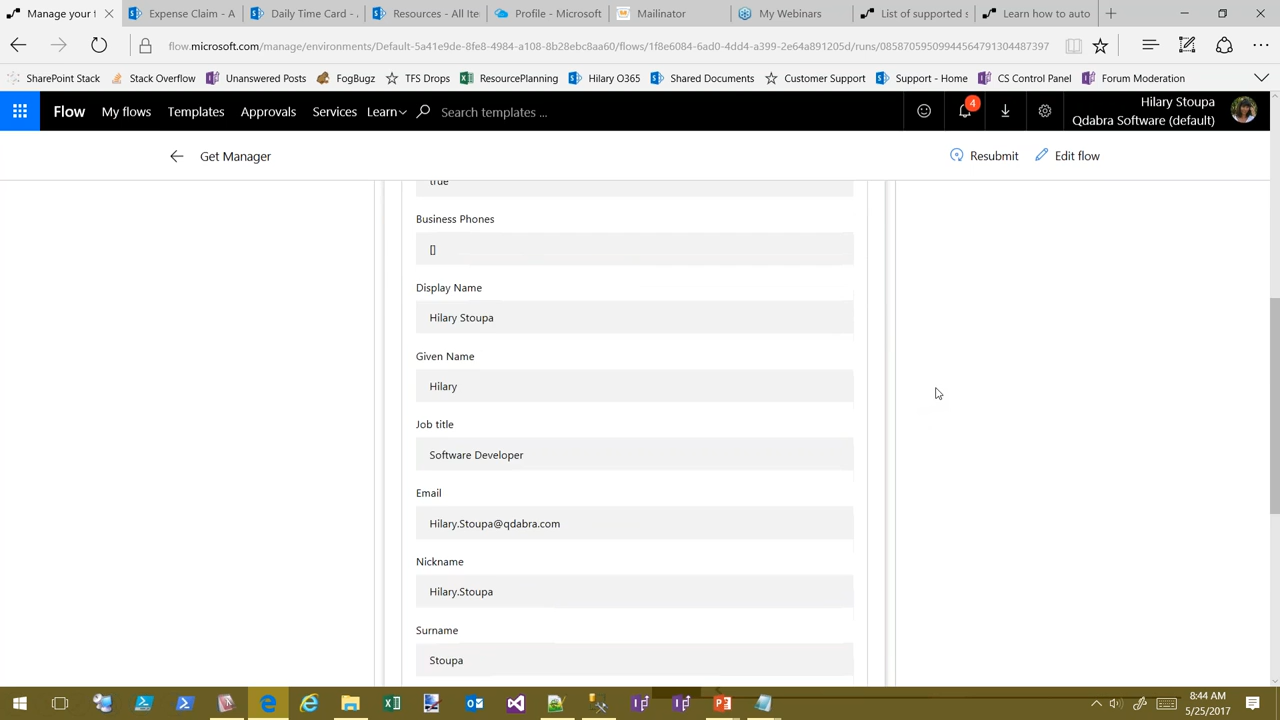 Manage your f
Expense Claim - A
Daily Time Card -
Resources - All Ite
Profile - Microsoft
Mailinator
My Webinars
List of supported s
Learn how to auto
flow.microsoft.com/manage/environments/Default-5a41e9de-8fe8-4984-a108-8b28ebc8aa60/flows/1f8e6084-6ad0-4dd4-a399-2e64a891205d/runs/08587059509944564791304487397
SharePoint Stack
Stack Overflow
Unanswered Posts
FogBugz
TFS Drops
ResourcePlanning
Hilary O365
Shared Documents
Customer Support
Support - Home
CS Control Panel
Forum Moderation
Flow
My flows
Templates
Approvals
Services
Learn
Search templates ...
4
Hilary Stoupa
Qdabra Software (default)
Get Manager
Resubmit
Edit flow
true
Business Phones
[]
Display Name
Hilary Stoupa
Given Name
Hilary
Job title
Software Developer
Email
Hilary.Stoupa@qdabra.com
Nickname
Hilary.Stoupa
Surname
Stoupa
8:44 AM
5/25/2017